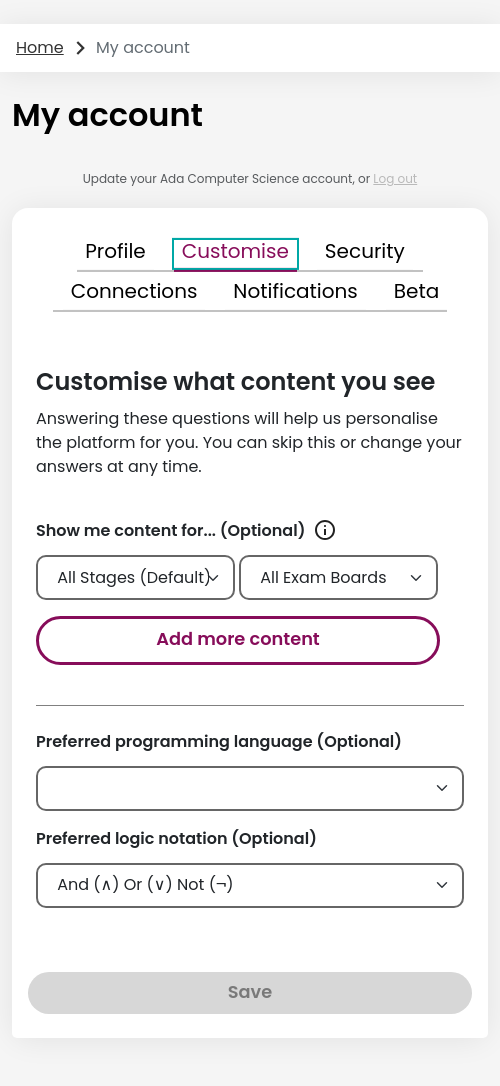 Home My account
My account
Update your Ada Computer Science account, or Log out
Profile Customise Security
Connections Notifications Beta
Customise what content you see
Answering these questions will help us personalise
the platform for you. You can skip this or change your
answers at any time.
Show me content for... (Optional)
All Stages (Default) All Exam Boards
Add more content
Preferred programming language (Optional)
Preferred logic notation (Optional)
And (∧) Or (∨) Not (¬)
Save